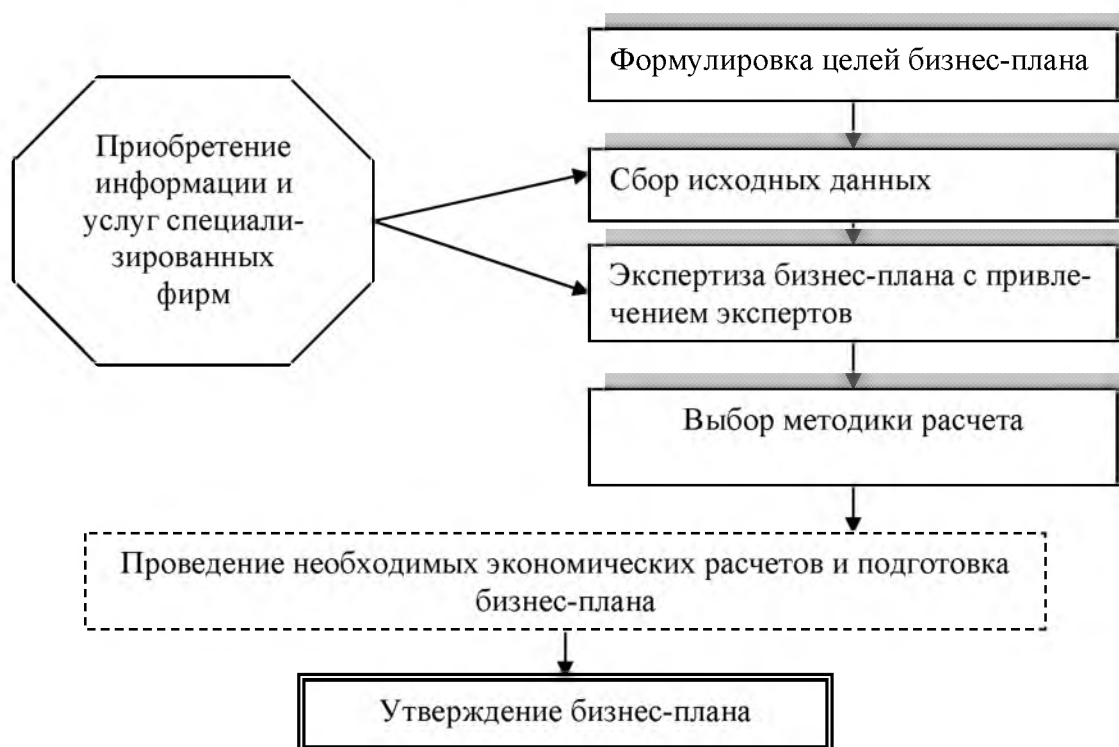 Формулировка целей бизнес-плана
Приобретение
информации и
услуг специали-
зированных
фирм
Сбор исходных данных
Экспертиза бизнес-плана с привле-
чением экспертов
Выбор методики расчета
Проведение необходимых экономических расчетов и подготовка
бизнес-плана
Утверждение бизнес-плана